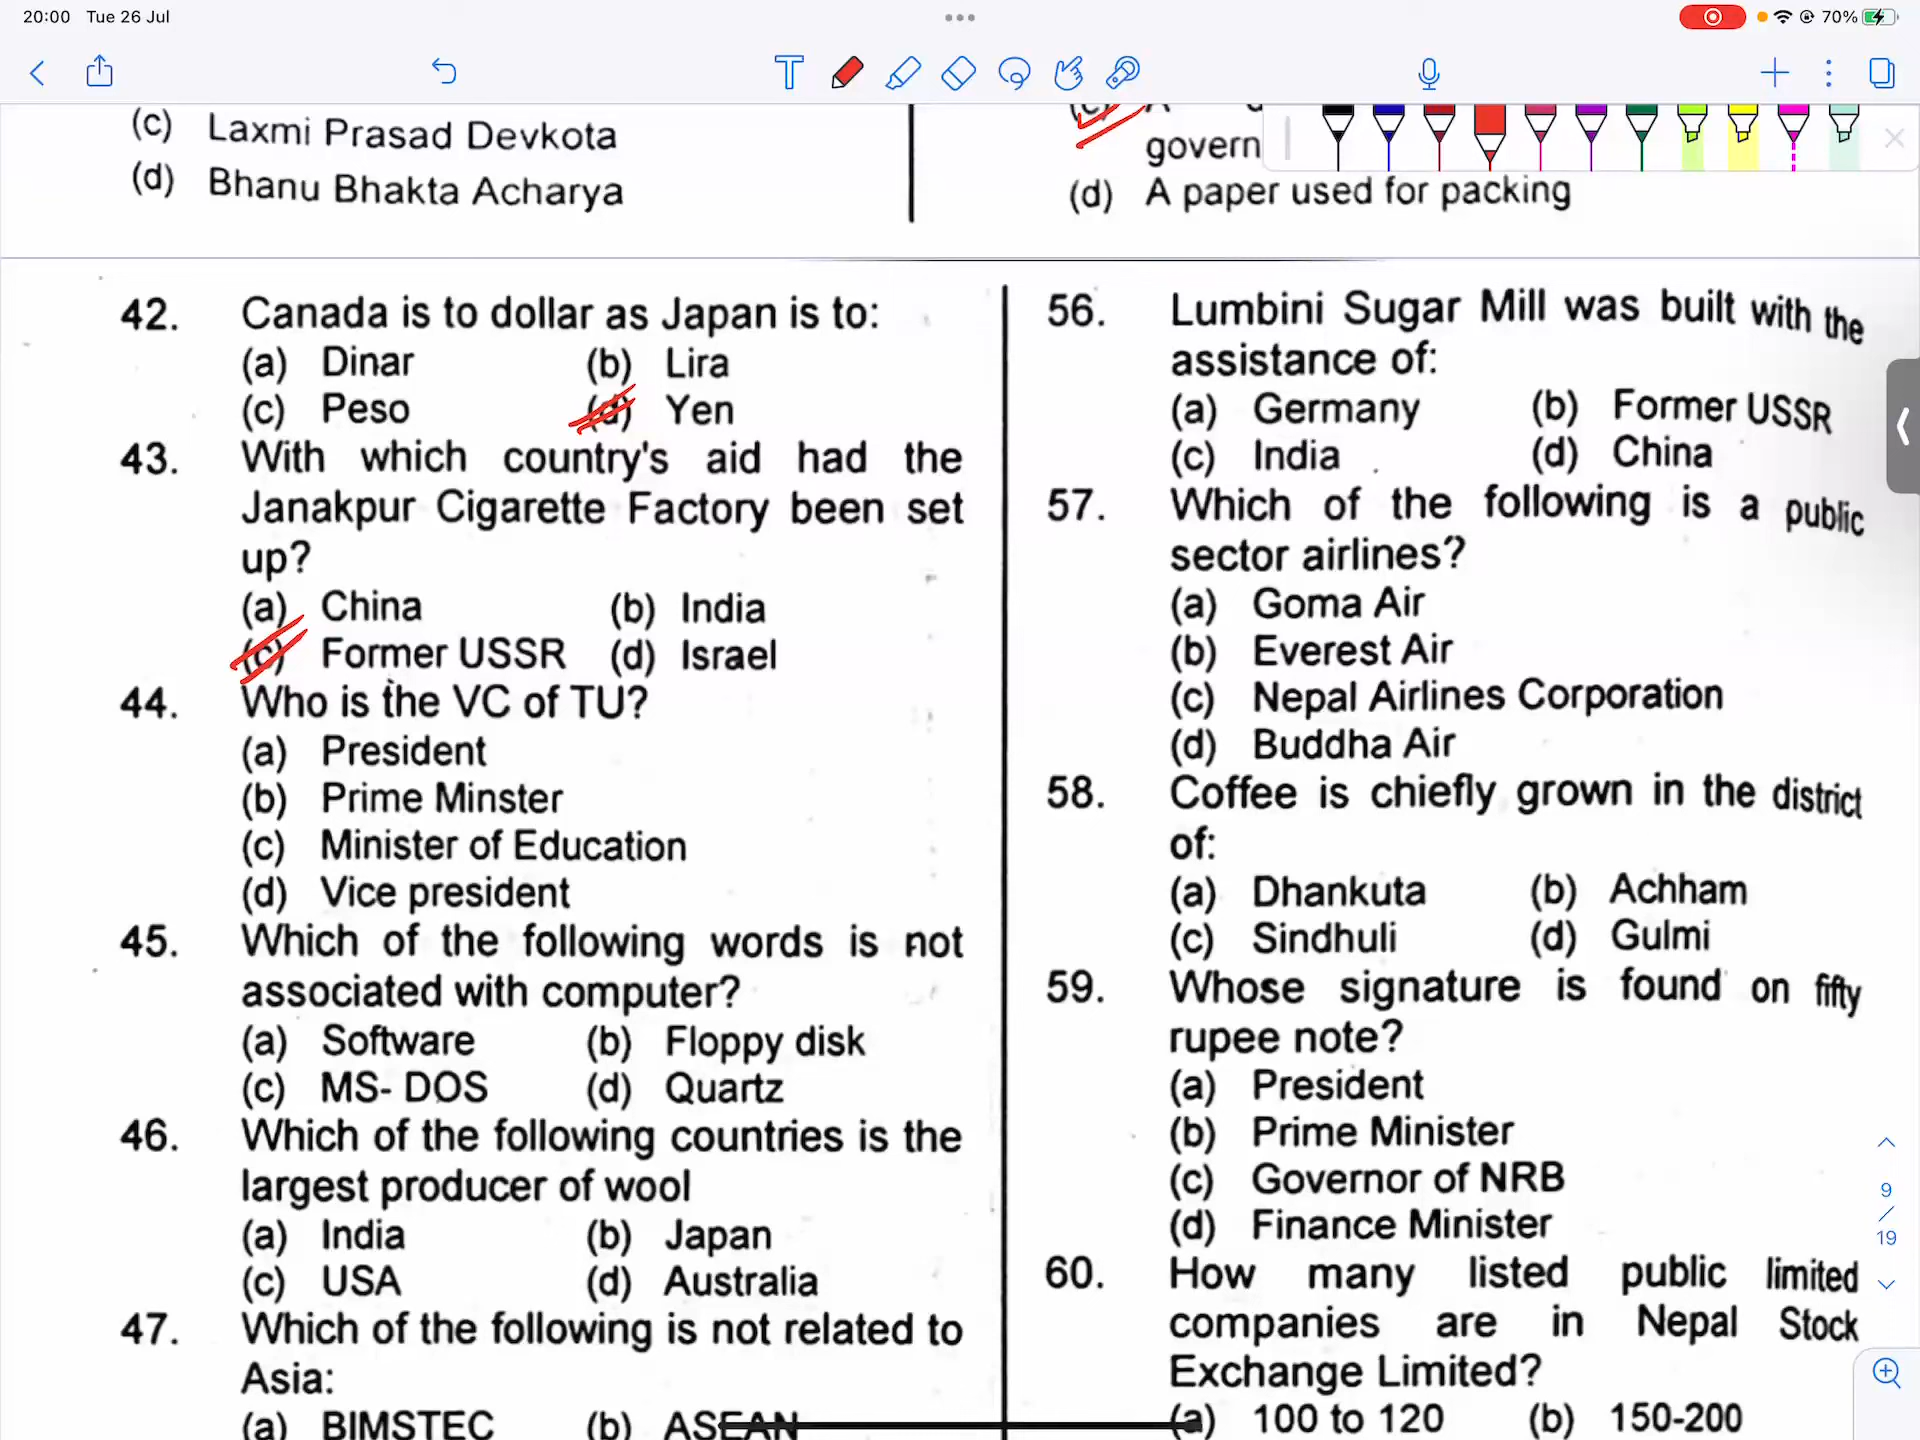 20:00 Tue 26 Jul
70%
(c) Laxmi Prasad Devkota
(d) Bhanu Bhakta Acharya
42. Canada is to dollar as Japan is to:
(a) Dinar (b) Lira
(c) Peso (d) Yen
43. With which country's aid had the
Janakpur Cigarette Factory been set
up?
(a) China (b) India
(c) Former USSR (d) Israel
44. Who is the VC of TU?
(a) President
(b) Prime Minster
(c) Minister of Education
(d) Vice president
45. Which of the following words is not
associated with computer?
(a) Software (b) Floppy disk
(c) MS- DOS (d) Quartz
46. Which of the following countries is the
largest producer of wool
(a) India (b) Japan
(c) USA (d) Australia
47. Which of the following is not related to
Asia:
(a) BIMSTEC (b) ASEAN
(c) A
govern
(d) A paper used for packing
56. Lumbini Sugar Mill was built with the
assistance of:
(a) Germany (b) Former USSR
(c) India (d) China
57. Which of the following is a public
sector airlines?
(a) Goma Air
(b) Everest Air
(c) Nepal Airlines Corporation
(d) Buddha Air
58. Coffee is chiefly grown in the district
of:
(a) Dhankuta (b) Achham
(c) Sindhuli (d) Gulmi
59. Whose signature is found on fifty
rupee note?
(a) President
(b) Prime Minister
(c) Governor of NRB
(d) Finance Minister
60. How many listed public limited
companies are in Nepal Stock
Exchange Limited?
(a) 100 to 120 (b) 150-200
9
/
19